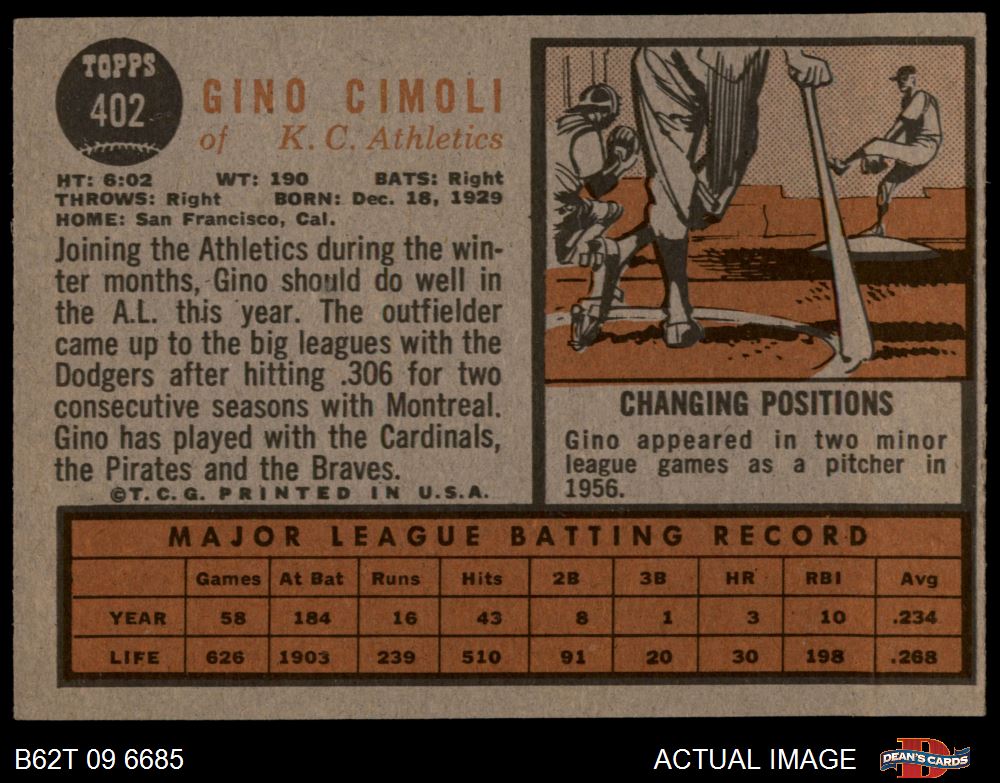 TOPPS
402
GINO CIMOLI
of K. C. Athletics
HT: 6:02 WT: 190 BATS: Right
THROWS: Right BORN: Dec. 18, 1929
HOME: San Francisco, Cal.
Joining the Athletics during the win-
ter months, Gino should do well in
the A.L. this year. The outfielder
came up to the big leagues with the
Dodgers after hitting .306 for two
consecutive seasons with Montreal.
Gino has played with the Cardinals,
the Pirates and the Braves.
©T.C.G. PRINTED IN U.S.A.
CHANGING POSITIONS
Gino appeared in two minor
league games as a pitcher in
1956.
MAJOR LEAGUE BATTING RECORD
Games At Bat Runs Hits 2B 3B HR RBI Avg
YEAR 58 184 16 43 8 1 3 10 .234
LIFE 626 1903 239 510 91 20 30 198 .268
B62T 09 6685 ACTUAL IMAGE DEAN'S CARDS